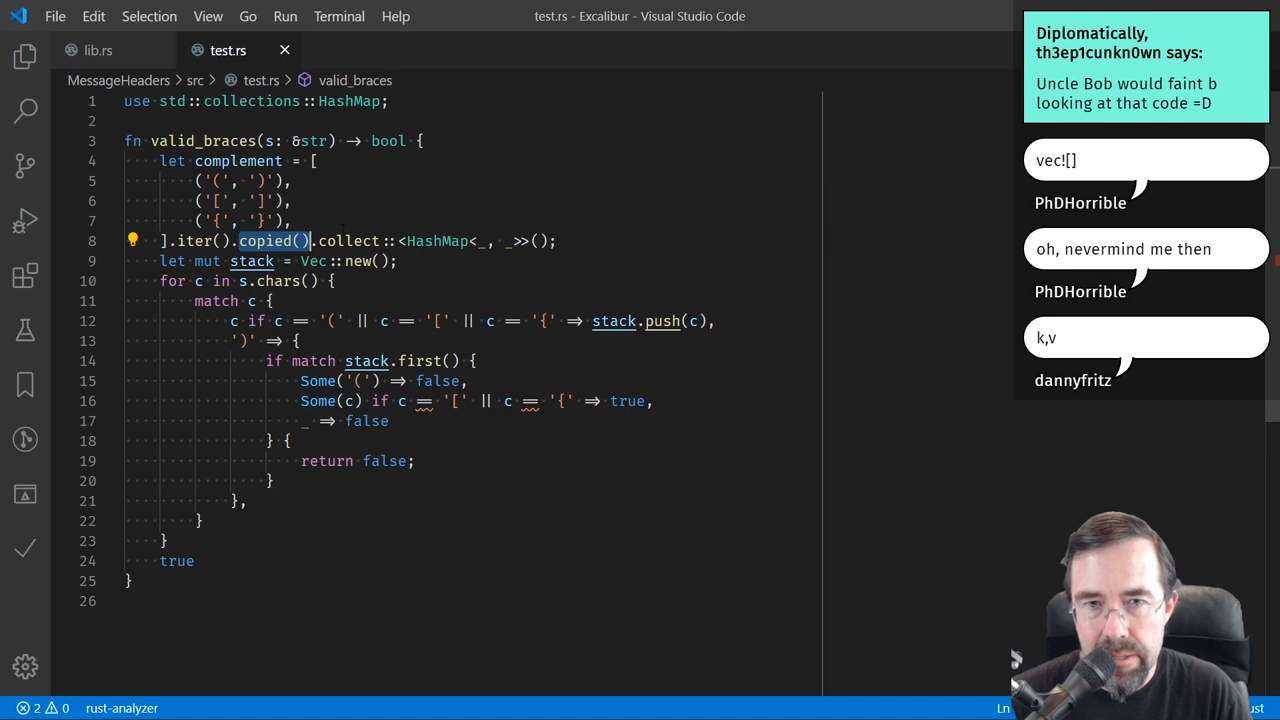 File Edit Selection View Go Run Terminal Help
test.rs - Excalibur - Visual Studio Code
lib.rs
test.rs
MessageHeaders › src › test.rs › valid_braces
1 use std::collections::HashMap;
2
3 fn valid_braces(s: &str) -> bool {
4 let complement = [
5 ('(', ')'),
6 ('[', ']'),
7 ('{', '}'),
8 ].iter().copied().collect::<HashMap<_, _>>();
9 let mut stack = Vec::new();
10 for c in s.chars() {
11 match c {
12 c if c == '(' || c == '[' || c == '{' => stack.push(c),
13 ')' => {
14 if match stack.first() {
15 Some('(') => false,
16 Some(c) if c == '[' || c == '{' => true,
17 _ => false
18 } {
19 return false;
20 }
21 },
22 }
23 }
24 true
25 }
26
2 0 rust-analyzer
Ln
ust
Diplomatically,
th3ep1cunkn0wn says:
Uncle Bob would faint b
looking at that code =D
vec![]
PhDHorrible
oh, nevermind me then
PhDHorrible
k,v
dannyfritz